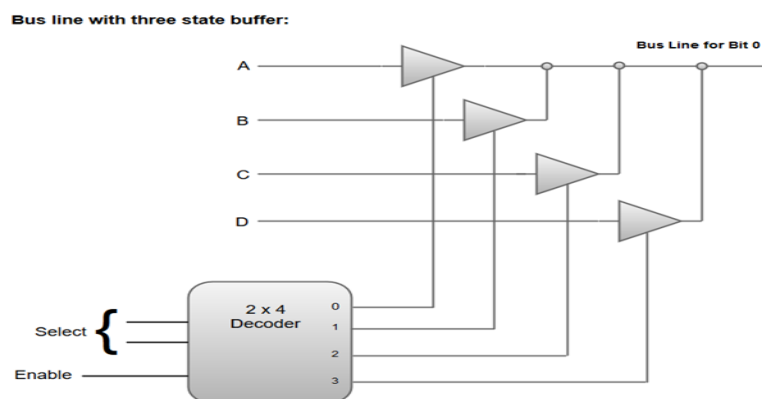 Bus line with three state buffer:
Bus Line for Bit 0
A
B
C
D
2 x 4
Decoder
0
1
2
3
Select {
Enable